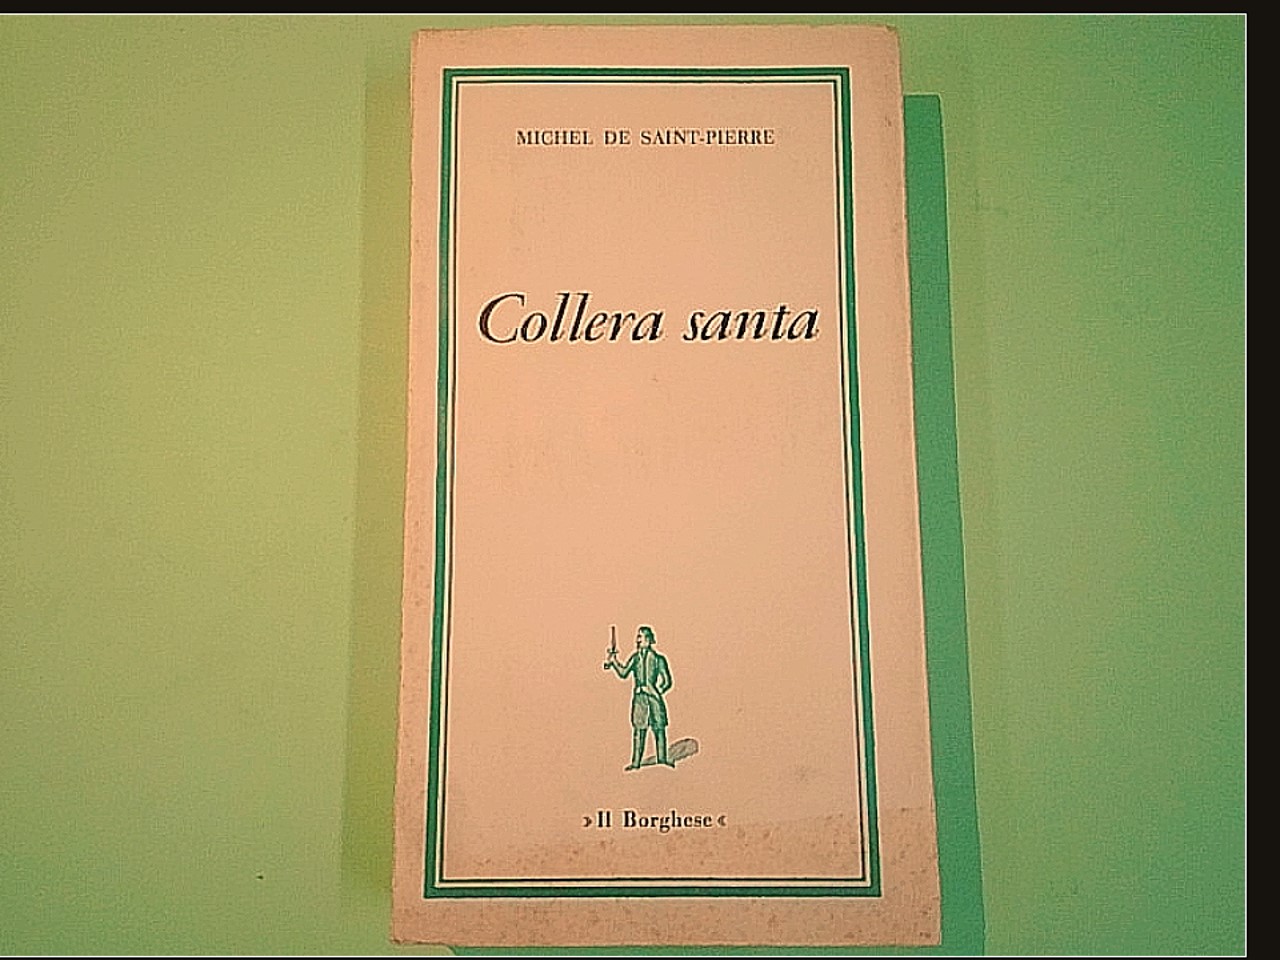 MICHEL DE SAINT-PIERRE
Collera santa
»Il Borghese«